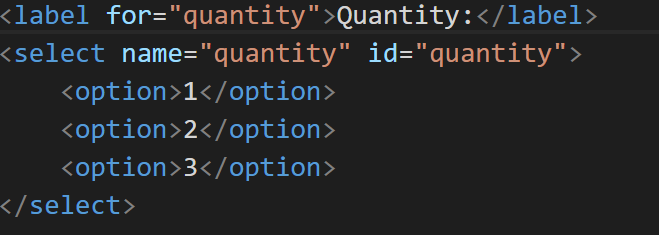 <label for="quantity">Quantity:</label>
<select name="quantity" id="quantity">
    <option>1</option>
    <option>2</option>
    <option>3</option>
</select>